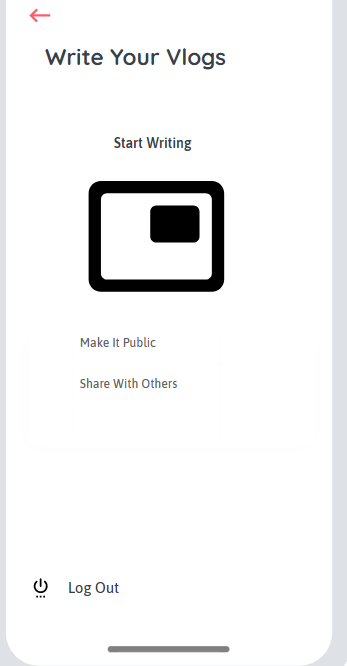 Write Your Vlogs
Start Writing
Make It Public
Share With Others
Log Out